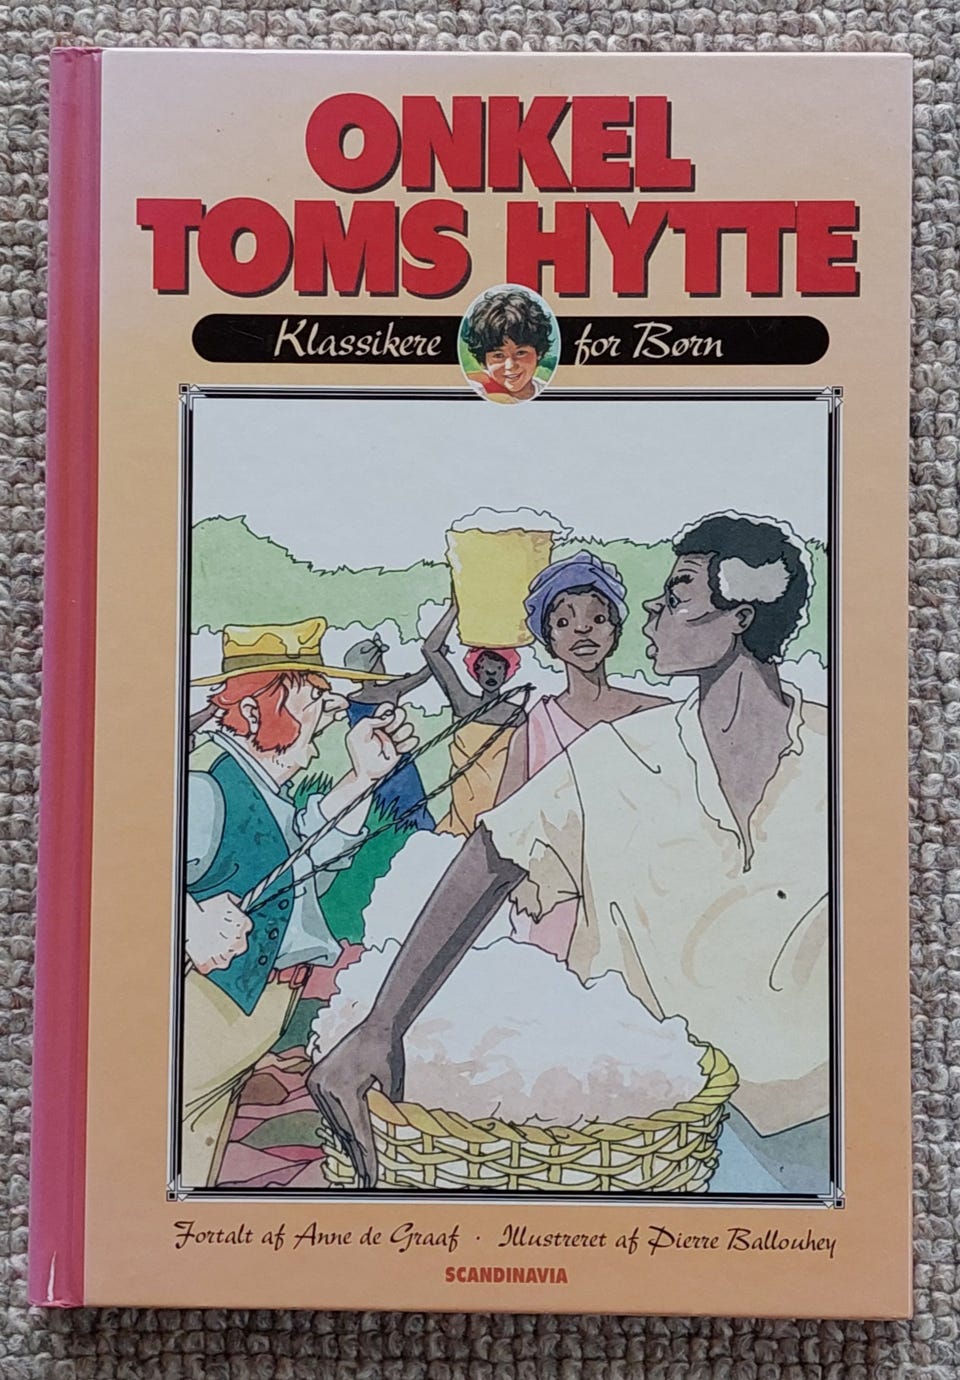 ONKEL
TOMS HYTTE
Klassikere for Børn
Fortalt af Anne de Graaf · Illustreret af Pierre Ballouhey
SCANDINAVIA